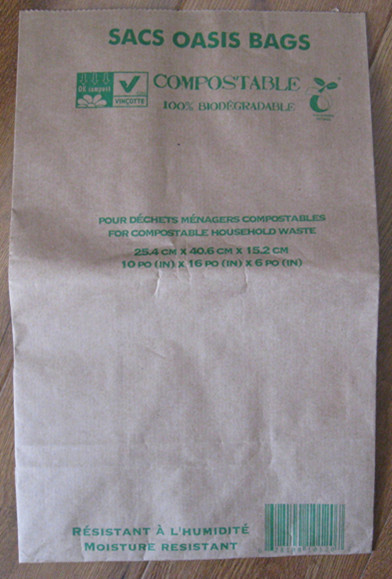 SACS OASIS BAGS
OK compost
VINÇOTTE
COMPOSTABLE
100% BIODÉGRADABLE
POUR DÉCHETS MÉNAGERS COMPOSTABLES
FOR COMPOSTABLE HOUSEHOLD WASTE
25.4 CM X 40.6 CM X 15.2 CM
10 PO (IN) X 16 PO (IN) X 6 PO (IN)
RÉSISTANT À L'HUMIDITÉ
MOISTURE RESISTANT